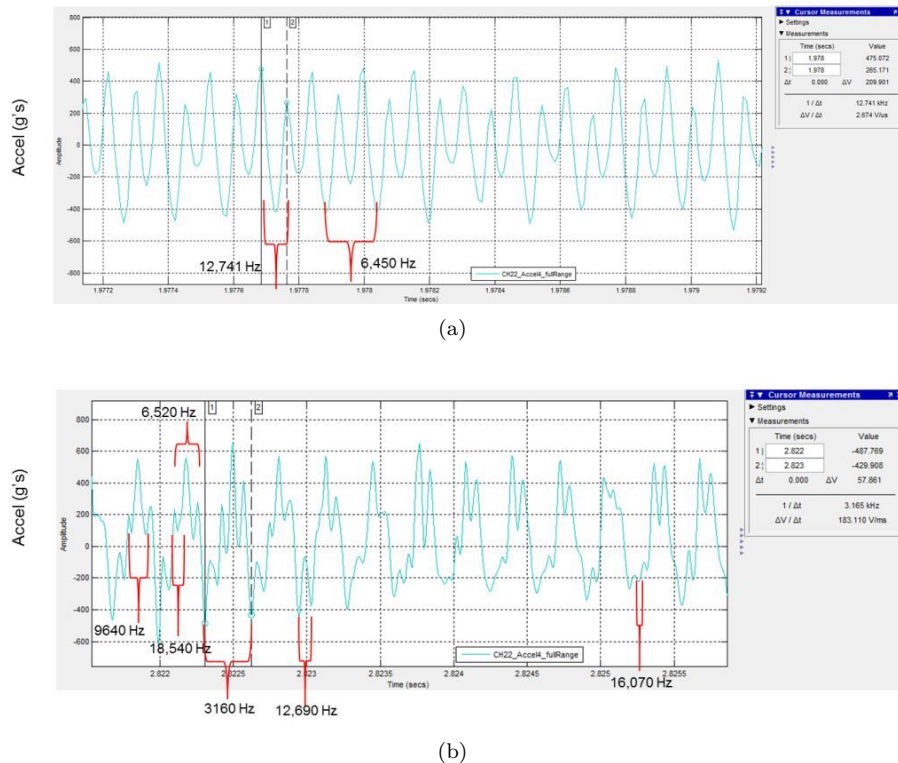 800
600
400
200
0
-200
-400
-600
-800
Accel (g's)
Amplitude
1
2
12,741 Hz
6,450 Hz
CH22_Accel4_fullRange
1.9772 1.9774 1.9776 1.9778 1.978 1.9782 1.9784 1.9786 1.9788 1.979 1.9792
Time (secs)
Cursor Measurements
Settings
Measurements
Time (secs) Value
1 1.978 475.072
2 1.978 265.171
Δt 0.000 ΔV 209.901
1 / Δt 12.741 kHz
ΔV / Δt 2.674 V/us
(a)
800
600
400
200
0
-200
-400
-600
Accel (g's)
Amplitude
6,520 Hz
1
2
9640 Hz
18,540 Hz
3160 Hz
12,690 Hz
16,070 Hz
CH22_Accel4_fullRange
2.822 2.8225 2.823 2.8235 2.824 2.8245 2.825 2.8255
Time (secs)
Cursor Measurements
Settings
Measurements
Time (secs) Value
1 2.822 -487.769
2 2.823 -429.908
Δt 0.000 ΔV 57.861
1 / Δt 3.165 kHz
ΔV / Δt 183.110 V/ms
(b)